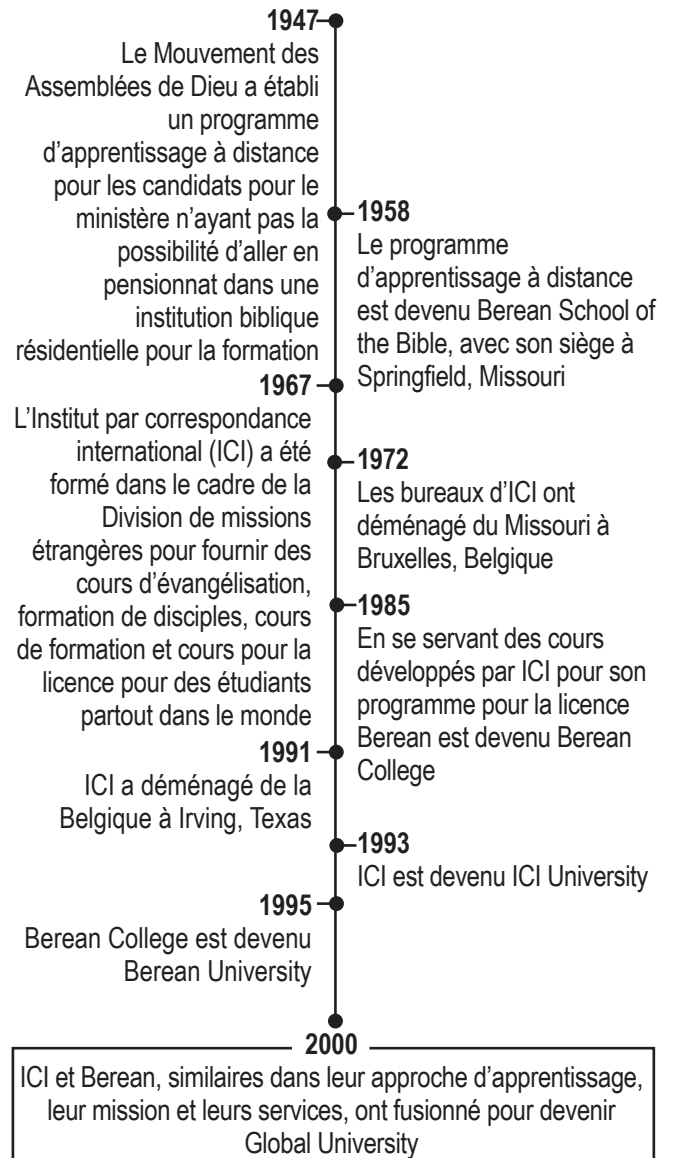 1947
Le Mouvement des
Assemblées de Dieu a établi
un programme
d'apprentissage à distance
pour les candidats pour le
ministère n'ayant pas la
possibilité d'aller en
pensionnat dans une
institution biblique
résidentielle pour la formation
1958
Le programme
d'apprentissage à distance
est devenu Berean School of
the Bible, avec son siège à
Springfield, Missouri
1967
L'Institut par correspondance
international (ICI) a été
formé dans le cadre de la
Division de missions
étrangères pour fournir des
cours d'évangélisation,
formation de disciples, cours
de formation et cours pour la
licence pour des étudiants
partout dans le monde
1972
Les bureaux d'ICI ont
déménagé du Missouri à
Bruxelles, Belgique
1985
En se servant des cours
développés par ICI pour son
programme pour la licence
Berean est devenu Berean
College
1991
ICI a déménagé de la
Belgique à Irving, Texas
1993
ICI est devenu ICI University
1995
Berean College est devenu
Berean University
2000
ICI et Berean, similaires dans leur approche d'apprentissage,
leur mission et leurs services, ont fusionné pour devenir
Global University